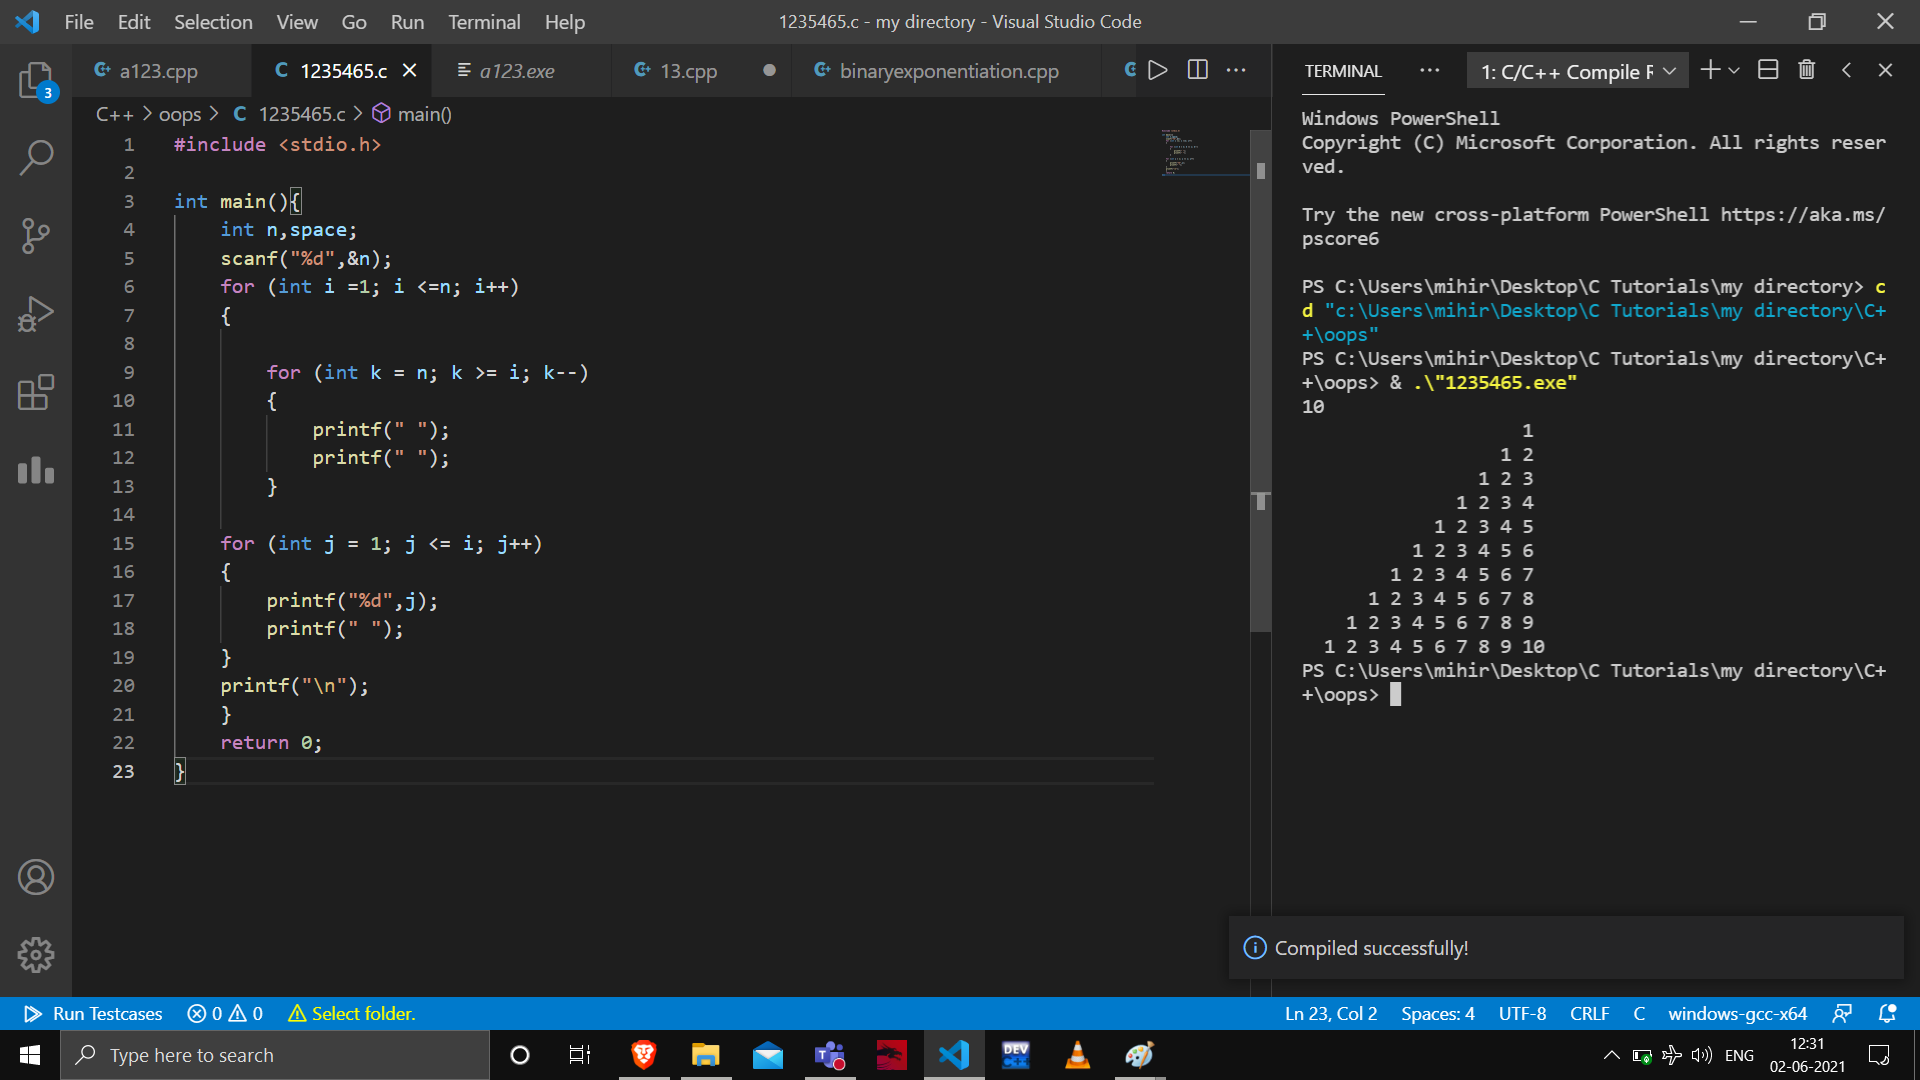 File Edit Selection View Go Run Terminal Help 1235465.c - my directory - Visual Studio Code
a123.cpp 1235465.c a123.exe 13.cpp binaryexponentiation.cpp
C++ > oops > C 1235465.c > main()
1 #include <stdio.h>
2
3 int main(){
4 int n,space;
5 scanf("%d",&n);
6 for (int i =1; i <=n; i++)
7 {
8
9 for (int k = n; k >= i; k--)
10 {
11 printf(" ");
12 printf(" ");
13 }
14
15 for (int j = 1; j <= i; j++)
16 {
17 printf("%d",j);
18 printf(" ");
19 }
20 printf("\n");
21 }
22 return 0;
23 }
TERMINAL 1: C/C++ Compile R
Windows PowerShell
Copyright (C) Microsoft Corporation. All rights reser
ved.
Try the new cross-platform PowerShell https://aka.ms/
pscore6
PS C:\Users\mihir\Desktop\C Tutorials\my directory> c
d "c:\Users\mihir\Desktop\C Tutorials\my directory\C+
+\oops"
PS C:\Users\mihir\Desktop\C Tutorials\my directory\C+
+\oops> & .\"1235465.exe"
10
1
1 2
1 2 3
1 2 3 4
1 2 3 4 5
1 2 3 4 5 6
1 2 3 4 5 6 7
1 2 3 4 5 6 7 8
1 2 3 4 5 6 7 8 9
1 2 3 4 5 6 7 8 9 10
PS C:\Users\mihir\Desktop\C Tutorials\my directory\C+
+\oops>
3
Compiled successfully!
Run Testcases 0 0 Select folder. Ln 23, Col 2 Spaces: 4 UTF-8 CRLF C windows-gcc-x64
Type here to search DEV C++ ENG 12:31
02-06-2021